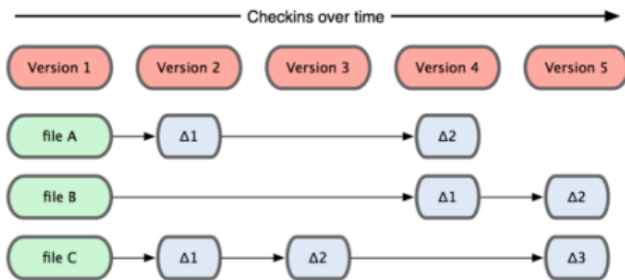 Checkins over time
Version 1 Version 2 Version 3 Version 4 Version 5
file A Δ1 Δ2
file B Δ1 Δ2
file C Δ1 Δ2 Δ3